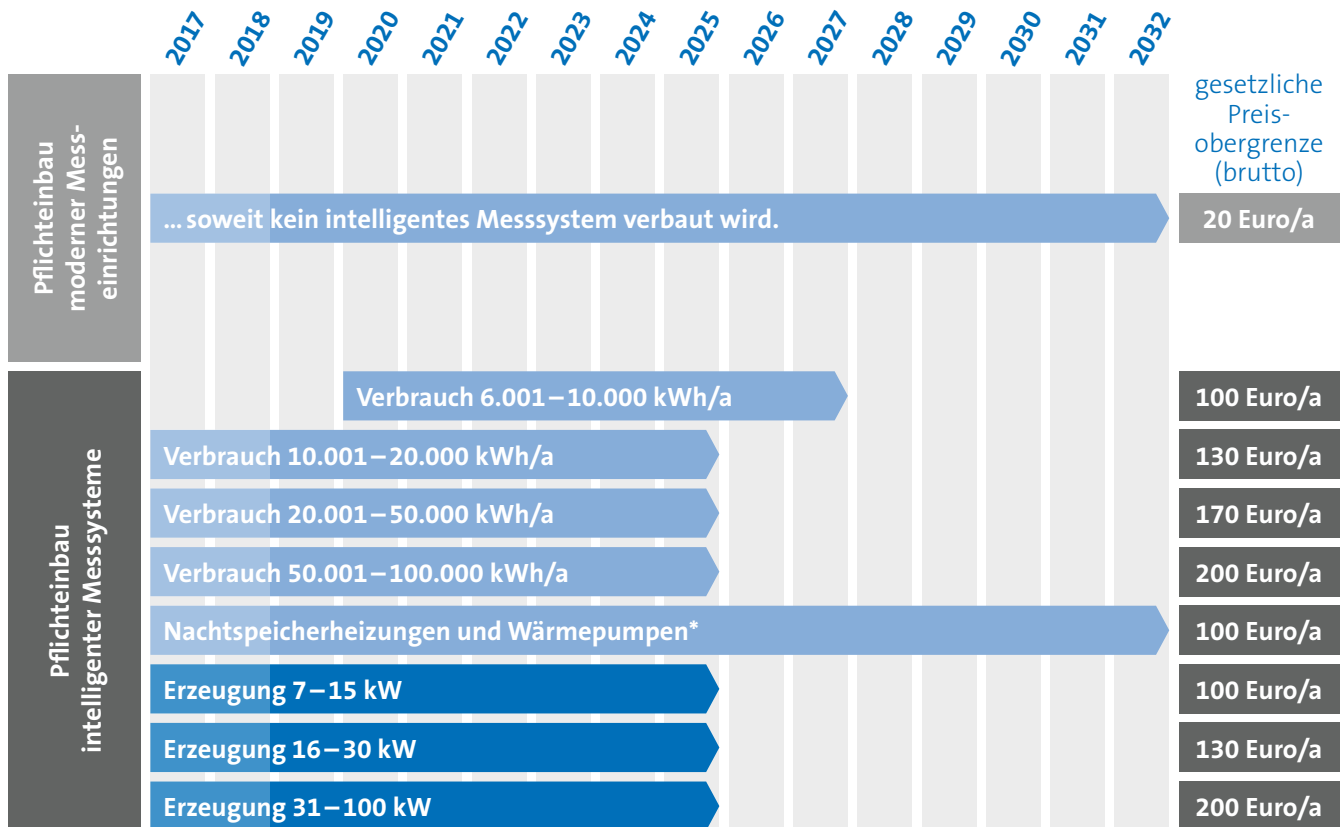 2017 2018 2019 2020 2021 2022 2023 2024 2025 2026 2027 2028 2029 2030 2031 2032
gesetzliche
Preis-
obergrenze
(brutto)
Pflichteinbau
moderner Mess-
einrichtungen
... soweit kein intelligentes Messsystem verbaut wird.
20 Euro/a
Pflichteinbau
intelligenter Messsysteme
Verbrauch 6.001–10.000 kWh/a
100 Euro/a
Verbrauch 10.001–20.000 kWh/a
130 Euro/a
Verbrauch 20.001–50.000 kWh/a
170 Euro/a
Verbrauch 50.001–100.000 kWh/a
200 Euro/a
Nachtspeicherheizungen und Wärmepumpen*
100 Euro/a
Erzeugung 7–15 kW
100 Euro/a
Erzeugung 16–30 kW
130 Euro/a
Erzeugung 31–100 kW
200 Euro/a